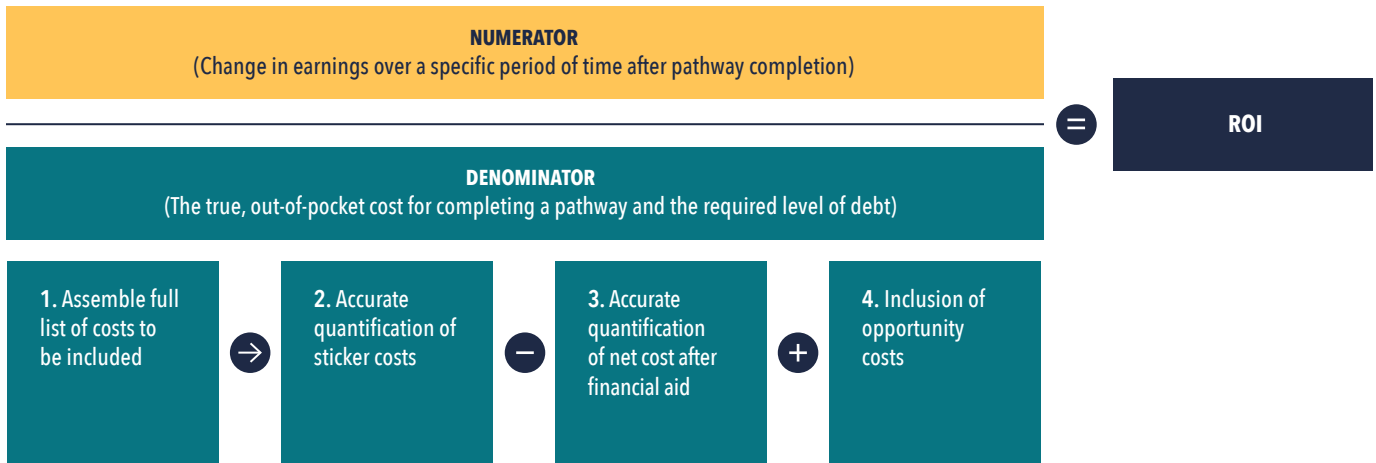 NUMERATOR
(Change in earnings over a specific period of time after pathway completion)
=
ROI
DENOMINATOR
(The true, out-of-pocket cost for completing a pathway and the required level of debt)
1. Assemble full
list of costs to
be included
→
2. Accurate
quantification of
sticker costs
−
3. Accurate
quantification
of net cost after
financial aid
+
4. Inclusion of
opportunity
costs